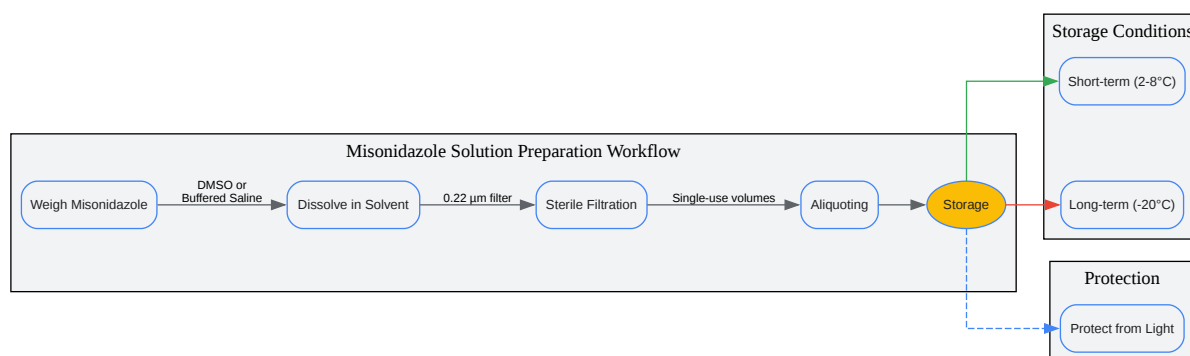 Storage Conditions
Short-term (2-8°C)
Misonidazole Solution Preparation Workflow
Weigh Misonidazole
DMSO or
Buffered Saline
Dissolve in Solvent
0.22 µm filter
Sterile Filtration
Single-use volumes
Aliquoting
Storage
Long-term (-20°C)
Protection
Protect from Light